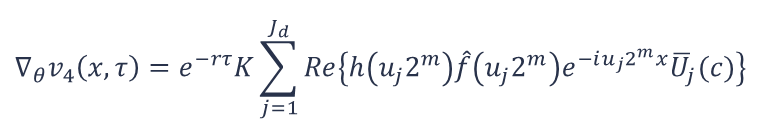 ∇_θ v_4(x, τ) = e^{-rτ} K ∑_{j=1}^{J_d} Re{h(u_j 2^m) f̂(u_j 2^m) e^{-iu_j 2^m x} Ū_j(c)}